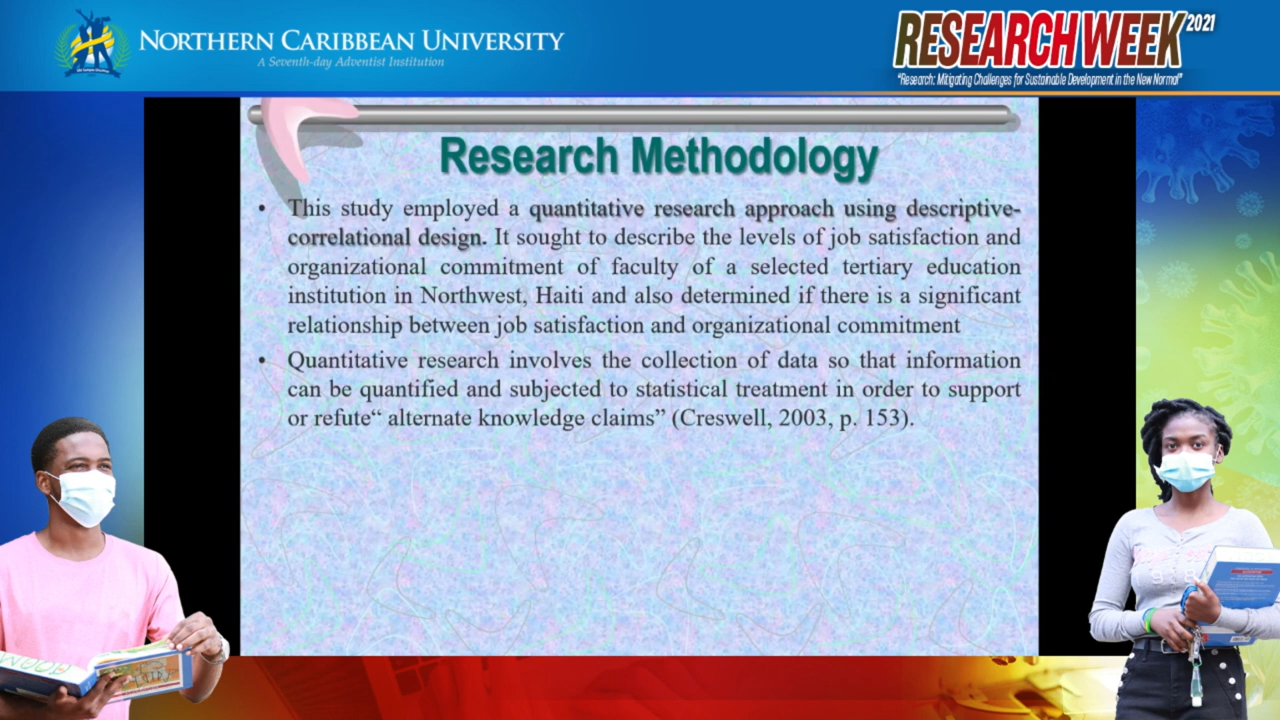 NORTHERN CARIBBEAN UNIVERSITY
A Seventh-day Adventist Institution
RESEARCH WEEK 2021
"Research: Mitigating Challenges for Sustainable Development in the New Normal"
Research Methodology
• This study employed a quantitative research approach using descriptive-
correlational design. It sought to describe the levels of job satisfaction and
organizational commitment of faculty of a selected tertiary education
institution in Northwest, Haiti and also determined if there is a significant
relationship between job satisfaction and organizational commitment
• Quantitative research involves the collection of data so that information
can be quantified and subjected to statistical treatment in order to support
or refute“ alternate knowledge claims” (Creswell, 2003, p. 153).